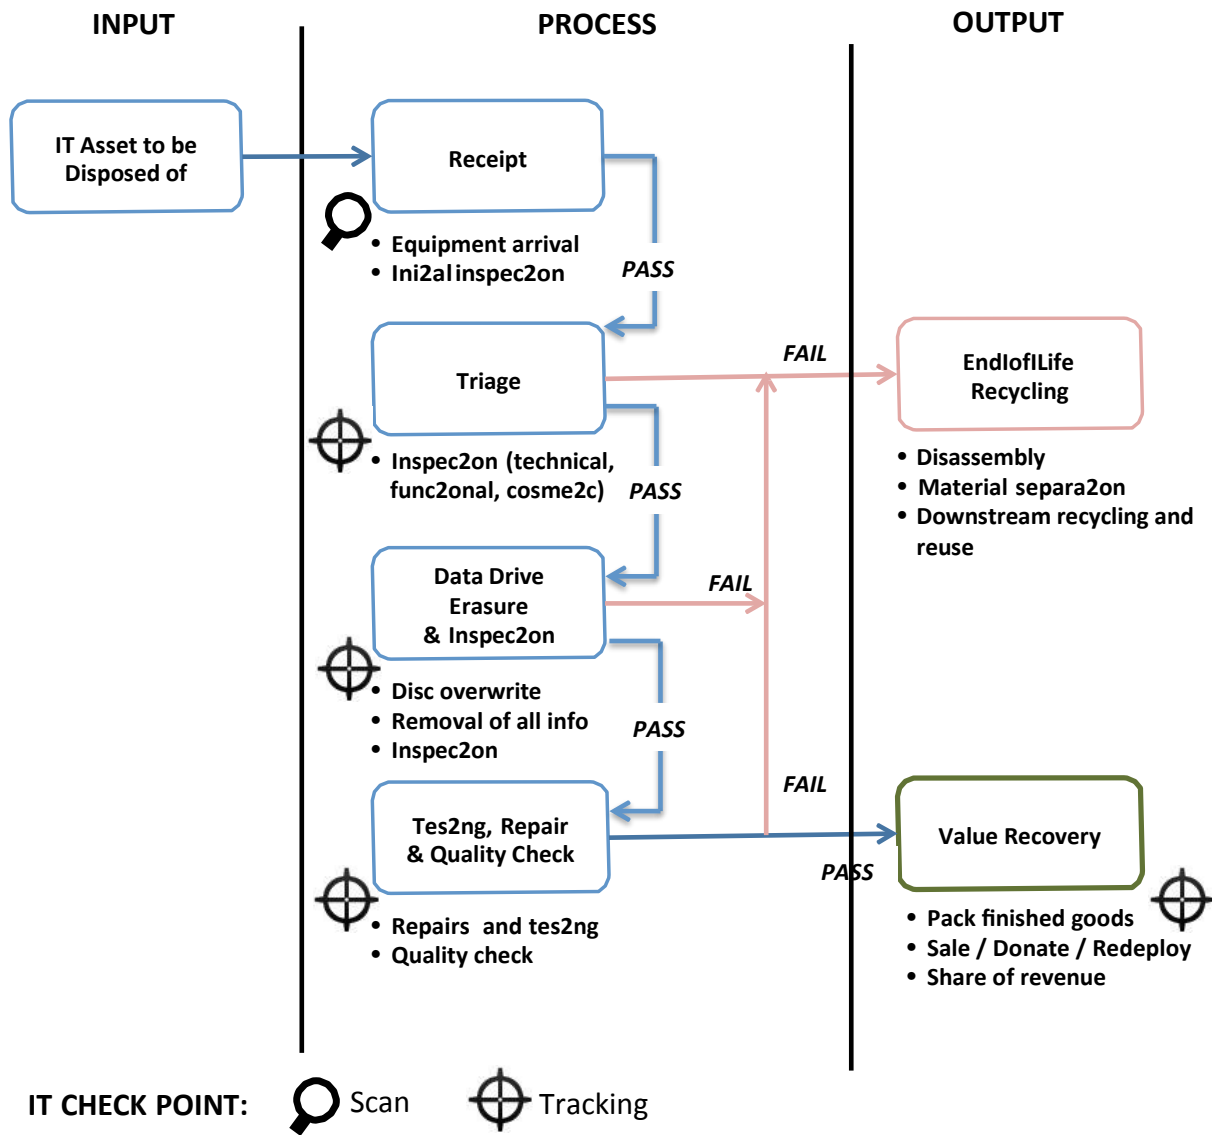 INPUT
PROCESS
OUTPUT
IT Asset to be
Disposed of
Receipt
• Equipment arrival
• Ini2al inspec2on
PASS
Triage
FAIL
EndIofILife
Recycling
• Inspec2on (technical,
func2onal, cosme2c)
PASS
• Disassembly
• Material separa2on
• Downstream recycling and
reuse
Data Drive
Erasure
& Inspec2on
FAIL
• Disc overwrite
• Removal of all info
• Inspec2on
PASS
Tes2ng, Repair
& Quality Check
FAIL
PASS
Value Recovery
• Repairs and tes2ng
• Quality check
• Pack finished goods
• Sale / Donate / Redeploy
• Share of revenue
IT CHECK POINT:
Scan
Tracking